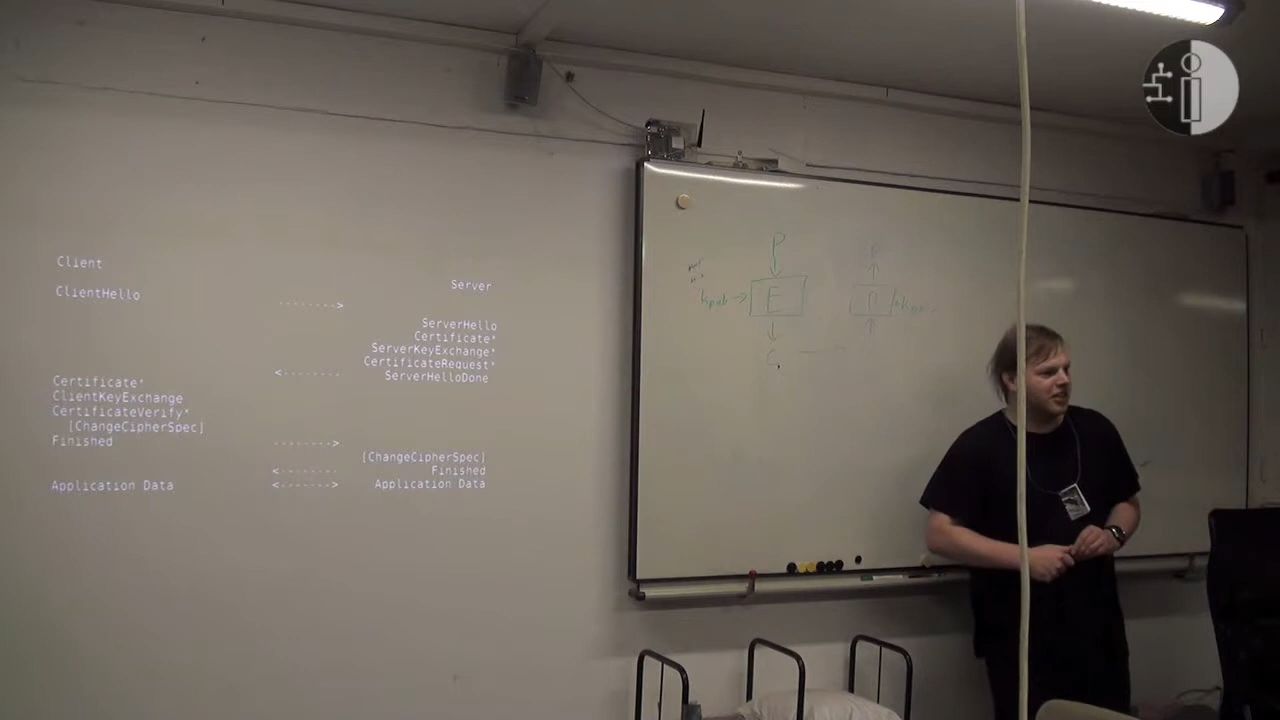 Client
Server
ClientHello
------->
ServerHello
Certificate*
ServerKeyExchange*
CertificateRequest*
<------- ServerHelloDone
Certificate*
ClientKeyExchange
CertificateVerify*
[ChangeCipherSpec]
Finished ------->
[ChangeCipherSpec]
<------- Finished
Application Data <-------> Application Data
P
Kpub
E
C